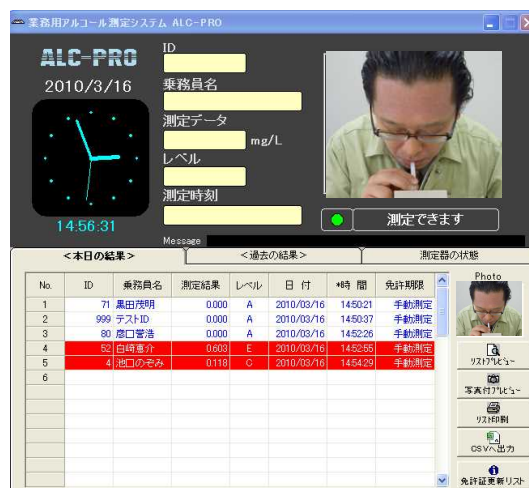 業務用アルコール測定システム ALC-PRO
ALC-PRO
2010/3/16
14:56:31
ID
乗務員名
測定データ
mg/L
レベル
測定時刻
測定できます
Message
<本日の結果>
<過去の結果>
測定器の状態
No. ID 乗務員名 測定結果 レベル 日 付 *時 間 免許期限
1 71 黒田茂明 0.000 A 2010/03/16 14:50:21 手動測定
2 999 テストID 0.000 A 2010/03/16 14:50:37 手動測定
3 80 彦口誉浩 0.000 A 2010/03/16 14:52:26 手動測定
4 52 白崎恵介 0.603 E 2010/03/16 14:52:55 手動測定
5 4 池口のぞみ 0.118 C 2010/03/16 14:54:29 手動測定
6
Photo
リストプレビュー
写真付プレビュー
リスト印刷
CSVへ出力
免許証更新リスト